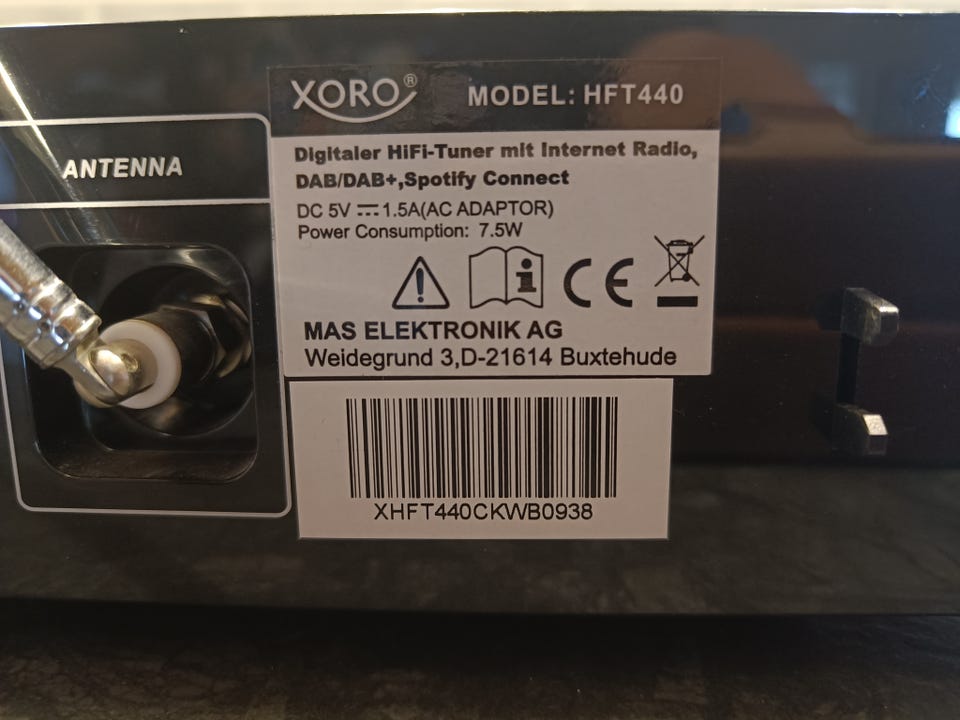 ANTENNA
XORO® MODEL: HFT440
Digitaler HiFi-Tuner mit Internet Radio,
DAB/DAB+,Spotify Connect
DC 5V ⎓ 1.5A(AC ADAPTOR)
Power Consumption: 7.5W
CE
MAS ELEKTRONIK AG
Weidegrund 3,D-21614 Buxtehude
XHFT440CKWB0938